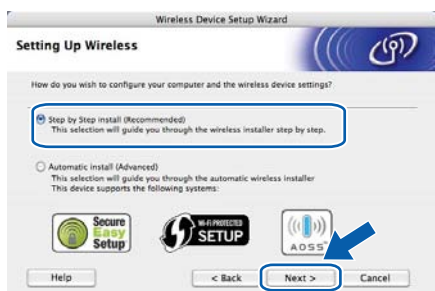 Wireless Device Setup Wizard
Setting Up Wireless
How do you wish to configure your computer and the wireless device settings?
Step by Step install (Recommended)
This selection will guide you through the wireless installer step by step.
Automatic install (Advanced)
This selection will guide you through the automatic wireless installer
This device supports the following systems:
Secure
Easy
Setup
Wi-Fi PROTECTED
SETUP
AOSS
Help
< Back
Next >
Cancel